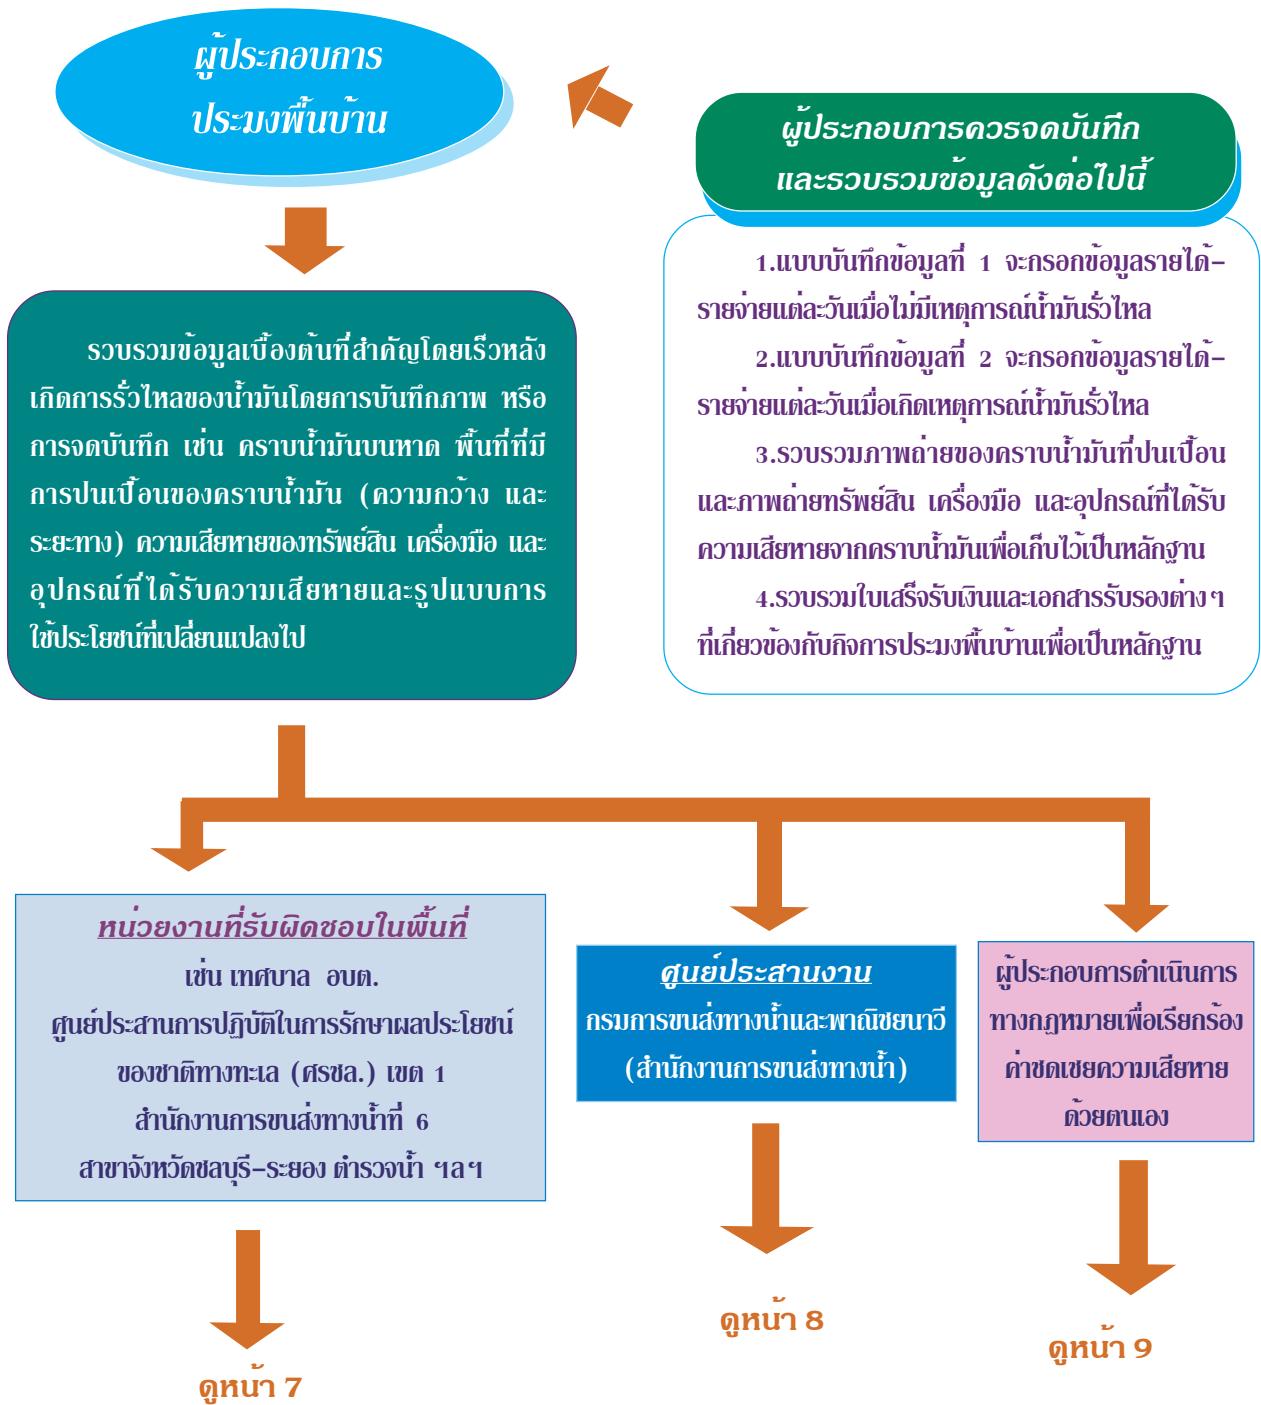 ผู้ประกอบการ
ประมงพื้นบ้าน
ผู้ประกอบการควรจดบันทึก
และรวบรวมข้อมูลดังต่อไปนี้
1.แบบบันทึกข้อมูลที่ 1 จะกรอกข้อมูลรายได้-
รายจ่ายแต่ละวันเมื่อไม่มีเหตุการณ์น้ำมันรั่วไหล
2.แบบบันทึกข้อมูลที่ 2 จะกรอกข้อมูลรายได้-
รายจ่ายแต่ละวันเมื่อเกิดเหตุการณ์น้ำมันรั่วไหล
3.รวบรวมภาพถ่ายของคราบน้ำมันที่ปนเปื้อน
และภาพถ่ายทรัพย์สิน เครื่องมือ และอุปกรณ์ที่ได้รับ
ความเสียหายจากคราบน้ำมันเพื่อเก็บไว้เป็นหลักฐาน
4.รวบรวมใบเสร็จรับเงินและเอกสารรับรองต่างๆ
ที่เกี่ยวข้องกับกิจการประมงพื้นบ้านเพื่อเป็นหลักฐาน
รวบรวมข้อมูลเบื้องต้นที่สำคัญโดยเร็วหลัง
เกิดการรั่วไหลของน้ำมันโดยการบันทึกภาพ หรือ
การจดบันทึก เช่น คราบน้ำมันบนหาด พื้นที่ที่มี
การปนเปื้อนของคราบน้ำมัน (ความกว้าง และ
ระยะทาง) ความเสียหายของทรัพย์สิน เครื่องมือ และ
อุปกรณ์ที่ได้รับความเสียหายและรูปแบบการ
ใช้ประโยชน์ที่เปลี่ยนแปลงไป
หน่วยงานที่รับผิดชอบในพื้นที่
เช่น เทศบาล อบต.
ศูนย์ประสานการปฏิบัติในการรักษาผลประโยชน์
ของชาติทางทะเล (ศรชล.) เขต 1
สำนักงานการขนส่งทางน้ำที่ 6
สาขาจังหวัดชลบุรี-ระยอง ตำรวจน้ำ ฯลฯ
ศูนย์ประสานงาน
กรมการขนส่งทางน้ำและพาณิชยนาวี
(สำนักงานการขนส่งทางน้ำ)
ผู้ประกอบการดำเนินการ
ทางกฎหมายเพื่อเรียกร้อง
ค่าชดเชยความเสียหาย
ด้วยตนเอง
ดูหน้า 7
ดูหน้า 8
ดูหน้า 9